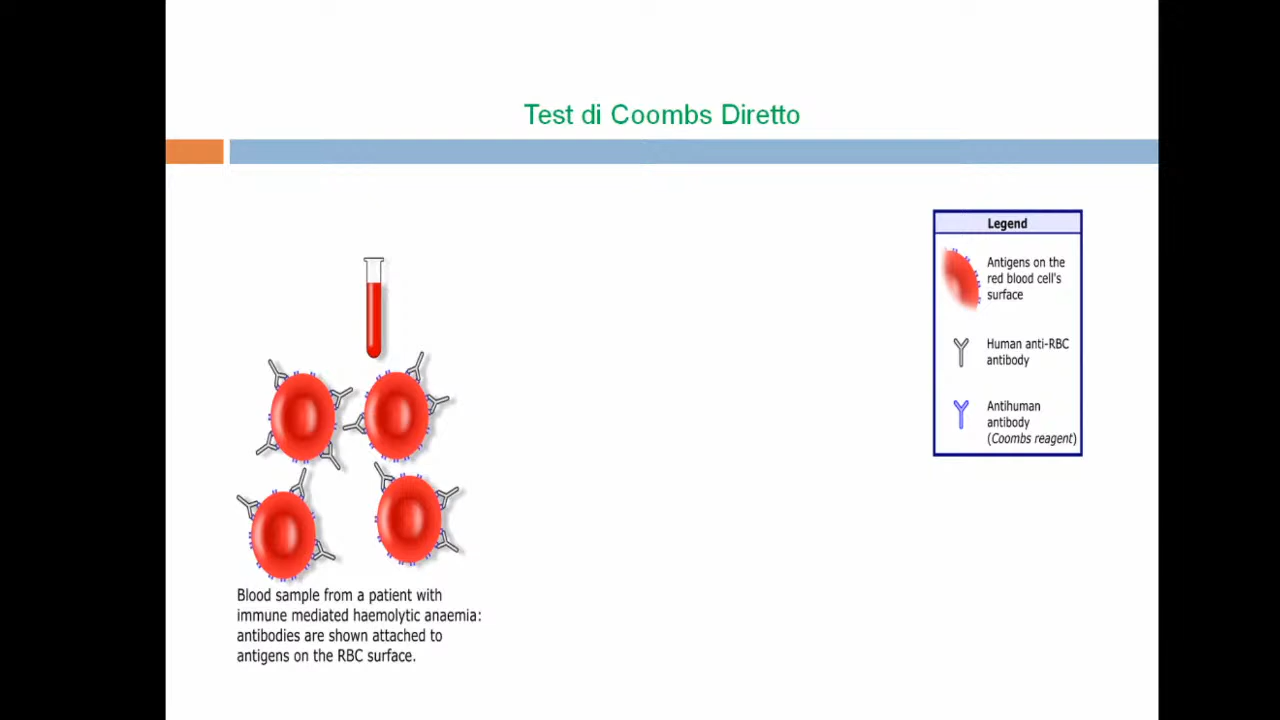 Test di Coombs Diretto
Legend
Antigens on the
red blood cell's
surface
Human anti-RBC
antibody
Antihuman
antibody
(Coombs reagent)
Blood sample from a patient with
immune mediated haemolytic anaemia:
antibodies are shown attached to
antigens on the RBC surface.